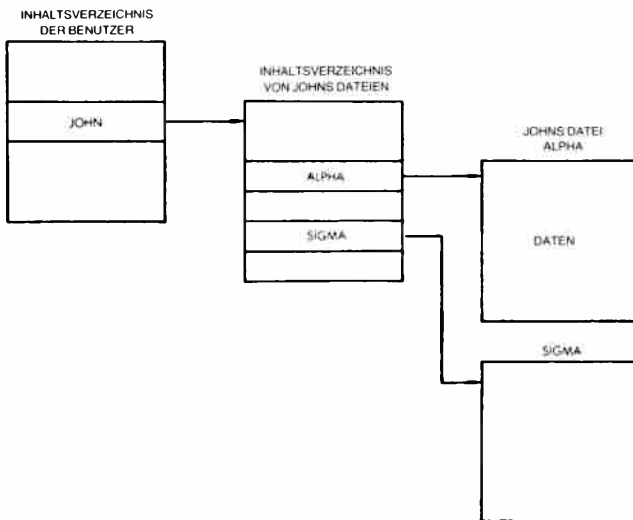 INHALTSVERZEICHNIS
DER BENUTZER
JOHN
INHALTSVERZEICHNIS
VON JOHNS DATEIEN
ALPHA
SIGMA
JOHNS DATEI
ALPHA
DATEN
SIGMA